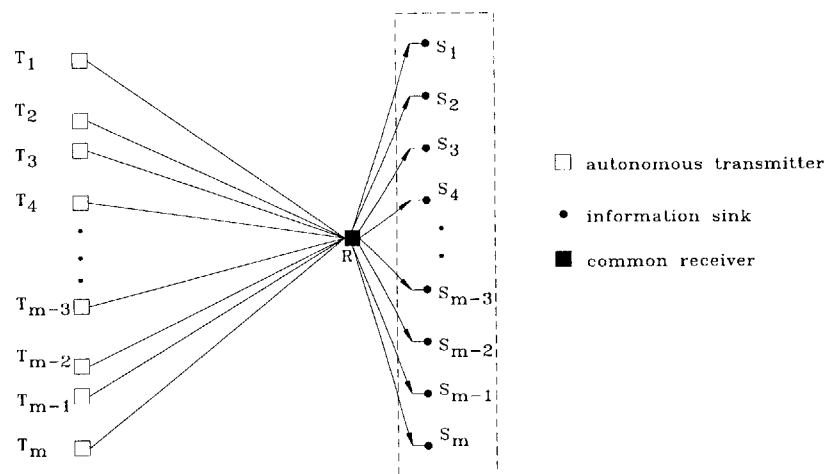 T1
T2
T3
T4
Tm-3
Tm-2
Tm-1
Tm
R
S1
S2
S3
S4
Sm-3
Sm-2
Sm-1
Sm
autonomous transmitter
information sink
common receiver